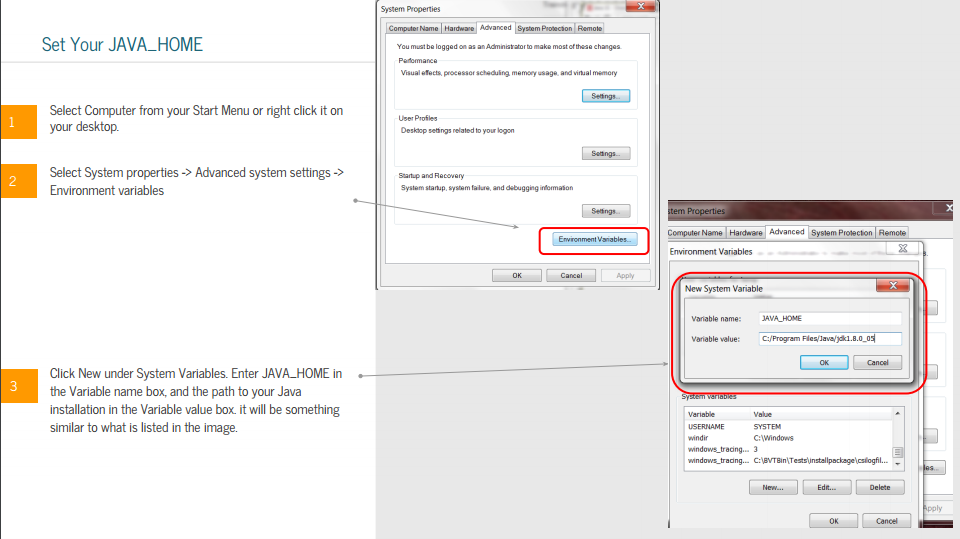 Set Your JAVA_HOME
1
Select Computer from your Start Menu or right click it on
your desktop.
2
Select System properties -> Advanced system settings ->
Environment variables
3
Click New under System Variables. Enter JAVA_HOME in
the Variable name box, and the path to your Java
installation in the Variable value box. it will be something
similar to what is listed in the image.
System Properties
Computer Name Hardware Advanced System Protection Remote
You must be logged on as an Administrator to make most of these changes.
Performance
Visual effects, processor scheduling, memory usage, and virtual memory
Settings...
User Profiles
Desktop settings related to your logon
Settings...
Startup and Recovery
System startup, system failure, and debugging information
Settings...
Environment Variables...
OK Cancel Apply
stem Properties
Computer Name Hardware Advanced System Protection Remote
Environment Variables
New System Variable
Variable name: JAVA_HOME
Variable value: C:/Program Files/Java/jdk1.8.0_05
OK Cancel
System variables
Variable Value
USERNAME SYSTEM
windir C:\Windows
windows_tracing... 3
windows_tracing... C:\BVTBin\Tests\installpackage\csilogfil...
New... Edit... Delete
les...
OK Cancel
Apply